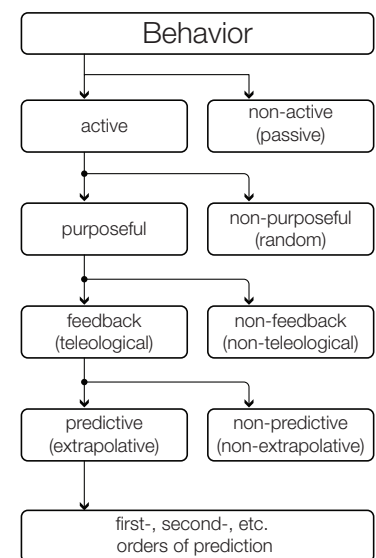 Behavior
active
non-active
(passive)
purposeful
non-purposeful
(random)
feedback
(teleological)
non-feedback
(non-teleological)
predictive
(extrapolative)
non-predictive
(non-extrapolative)
first-, second-, etc.
orders of prediction